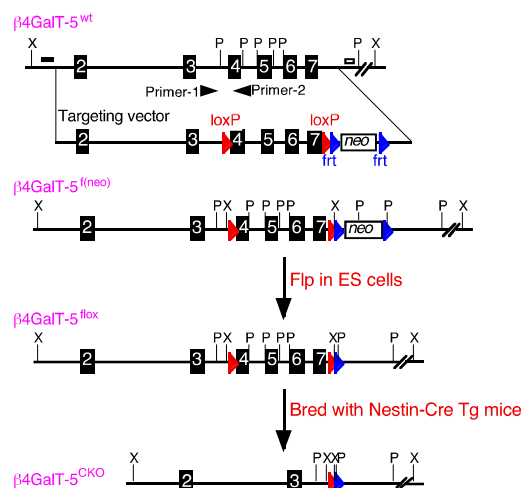 β4GalT-5wt
X P P P P P P X
2 3 4 5 6 7
Primer-1 Primer-2
Targeting vector
loxP loxP
2 3 4 5 6 7 neo
frt frt
β4GalT-5f(neo)
X P X P P P P X P P P X
2 3 4 5 6 7 neo
Flp in ES cells
β4GalT-5flox
X P X P P P P X P P X
2 3 4 5 6 7
Bred with Nestin-Cre Tg mice
β4GalT-5CKO
X P X X P P X
2 3